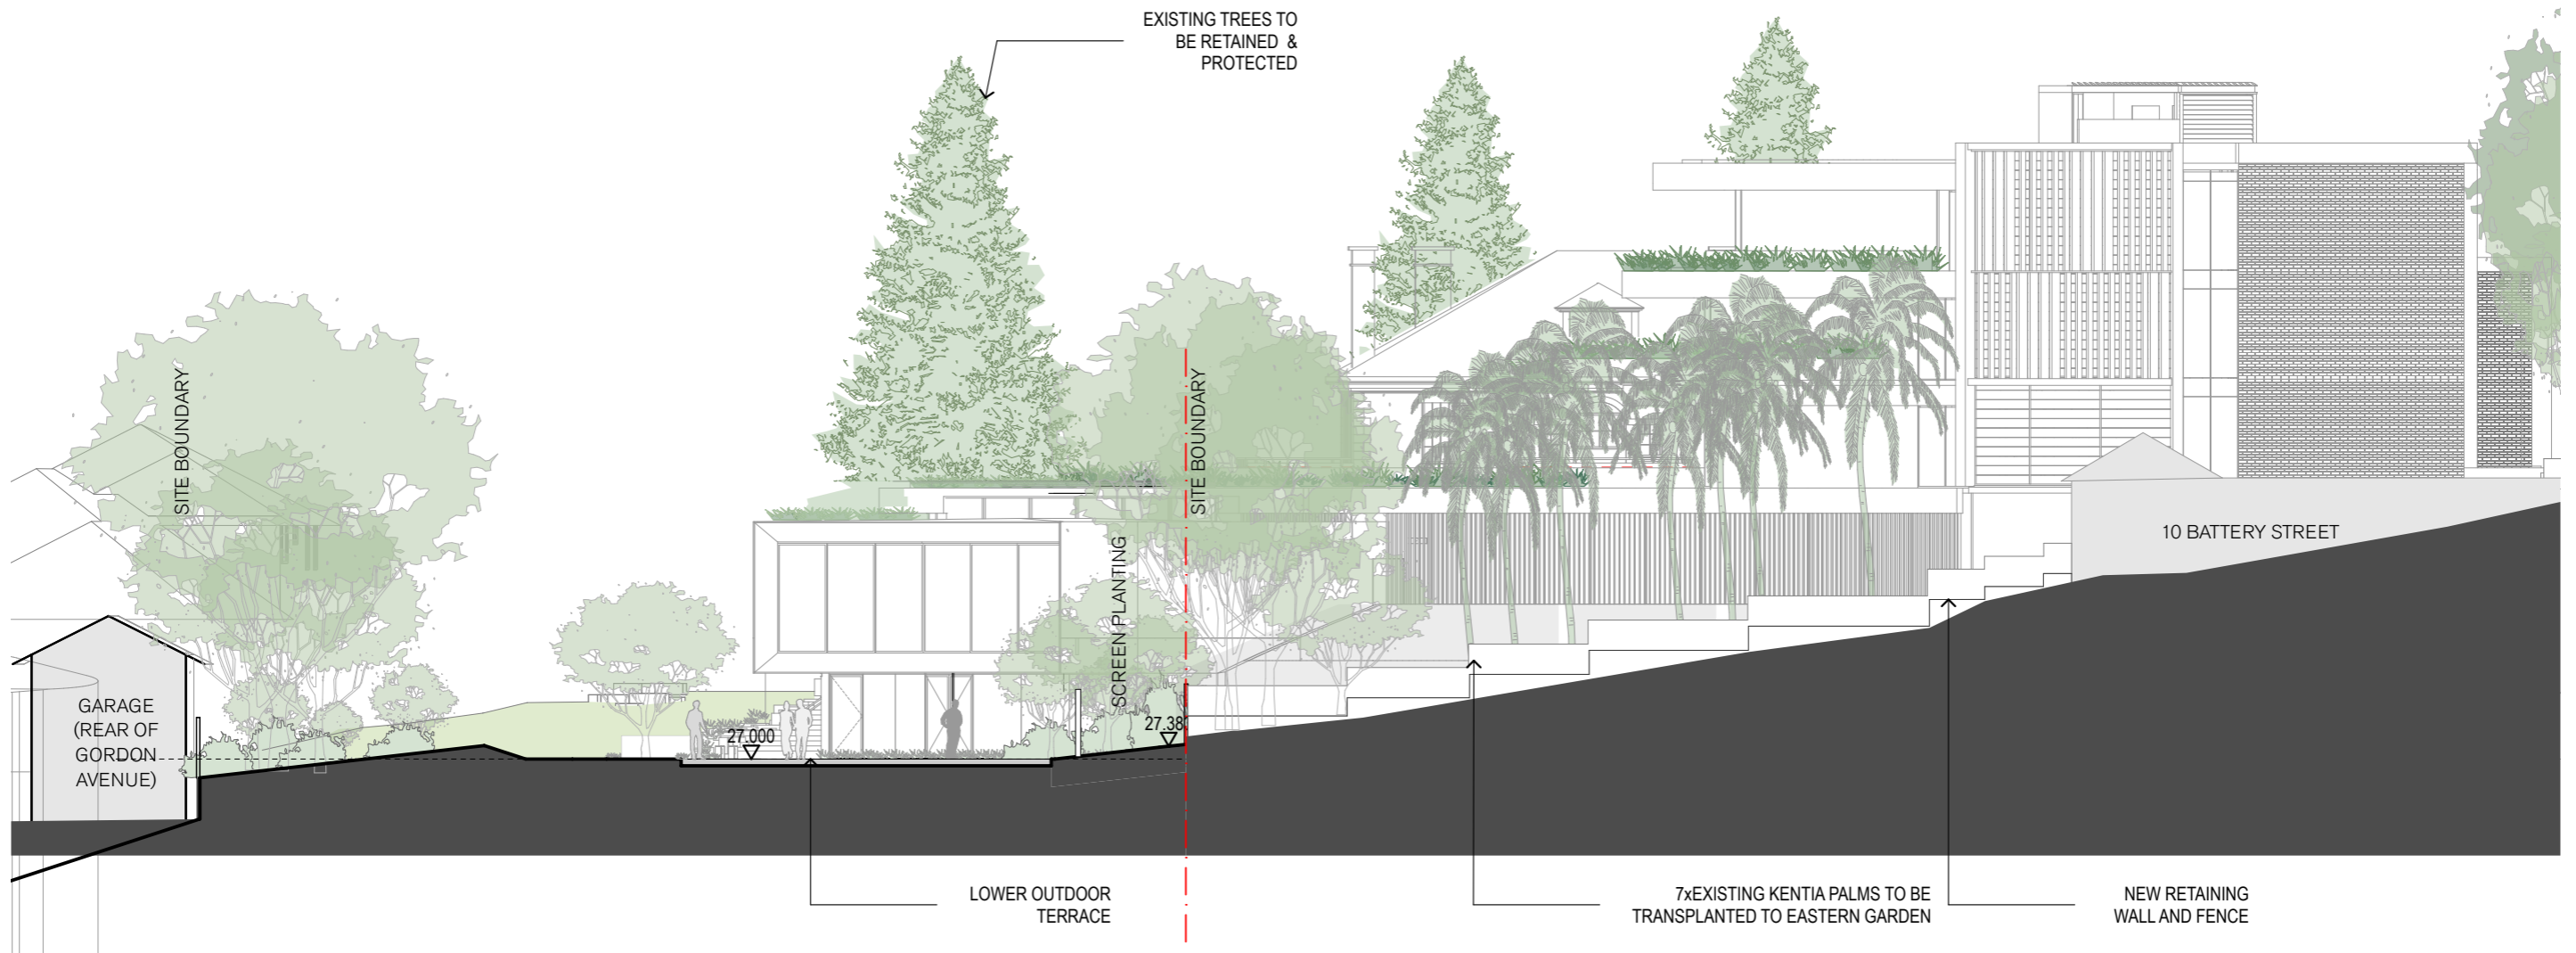 EXISTING TREES TO
BE RETAINED &
PROTECTED
SITE BOUNDARY
SITE BOUNDARY
SCREEN PLANTING
10 BATTERY STREET
GARAGE
(REAR OF
GORDON
AVENUE)
27.000
27.38
LOWER OUTDOOR
TERRACE
7xEXISTING KENTIA PALMS TO BE
TRANSPLANTED TO EASTERN GARDEN
NEW RETAINING
WALL AND FENCE